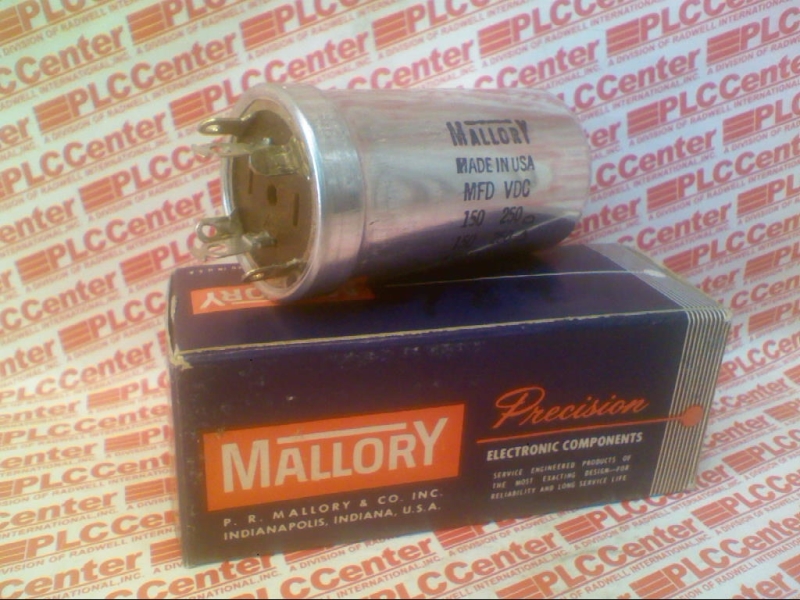 MALLORY
MADE IN USA
MFD VDC
150 250
150
MALLORY
P. R. MALLORY & CO. INC.
INDIANAPOLIS, INDIANA, U.S.A.
Precision
ELECTRONIC COMPONENTS
SERVICE ENGINEERED PRODUCTS OF
THE MOST EXACTING DESIGN—FOR
RELIABILITY AND LONG SERVICE LIFE
PLCCenter
A DIVISION OF RADWELL INTERNATIONAL, INC.